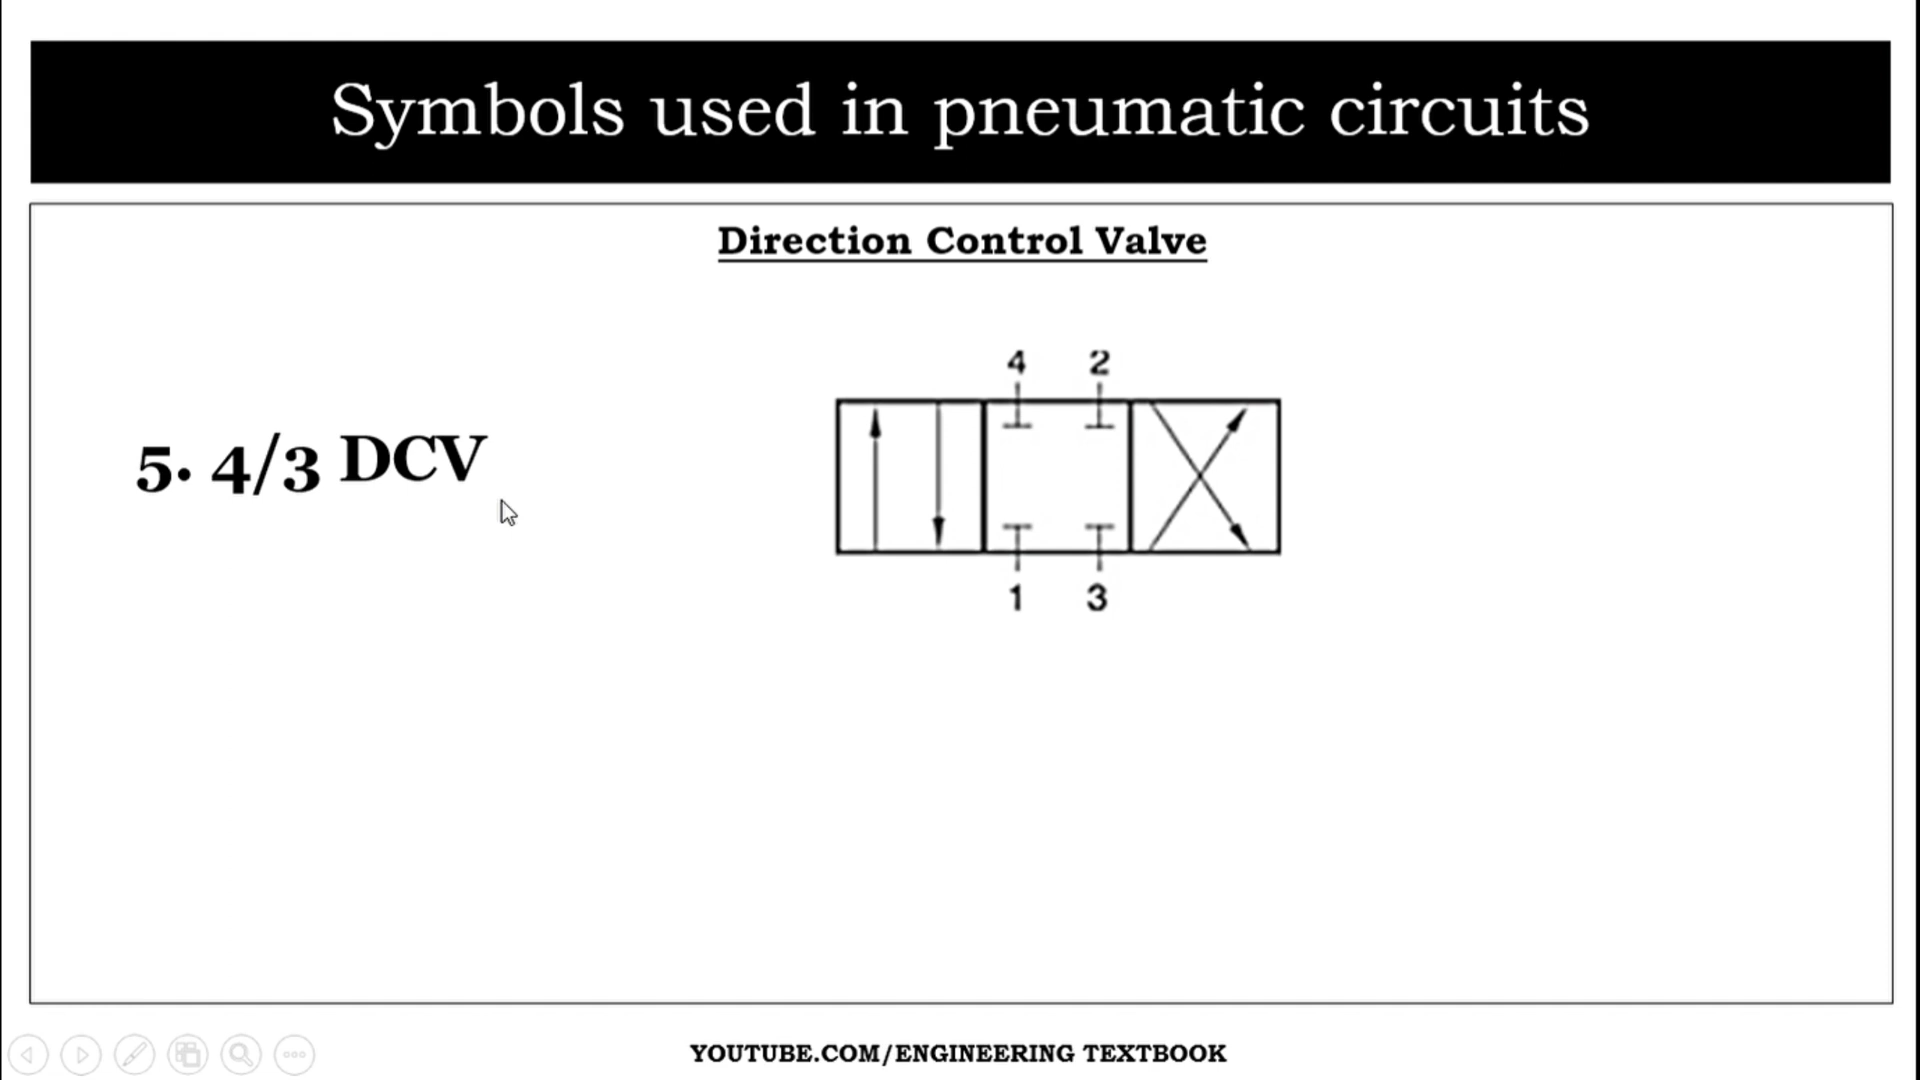 Symbols used in pneumatic circuits
Direction Control Valve
4 2
5. 4/3 DCV
1 3
YOUTUBE.COM/ENGINEERING TEXTBOOK